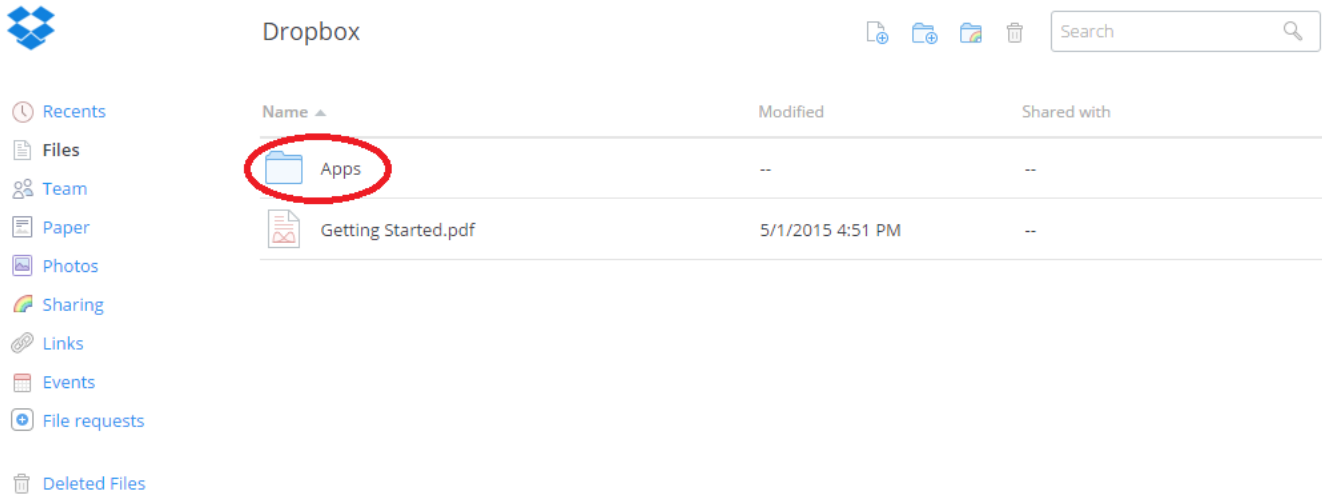 Dropbox
Search
Recents
Files
Team
Paper
Photos
Sharing
Links
Events
File requests
Deleted Files
Name Modified Shared with
Apps -- --
Getting Started.pdf 5/1/2015 4:51 PM --